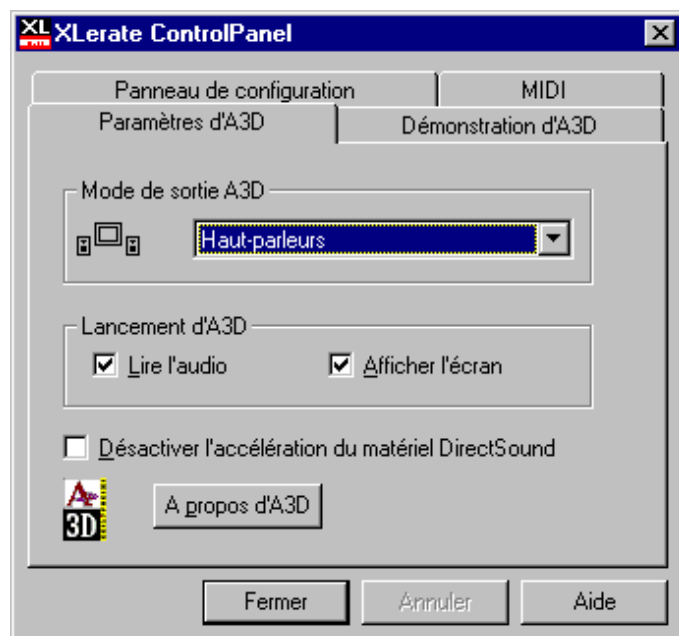 XL XLerate ControlPanel
Panneau de configuration
MIDI
Paramètres d'A3D
Démonstration d'A3D
Mode de sortie A3D
Haut-parleurs
Lancement d'A3D
Lire l'audio
Afficher l'écran
Désactiver l'accélération du matériel DirectSound
3D
A propos d'A3D
Fermer
Annuler
Aide